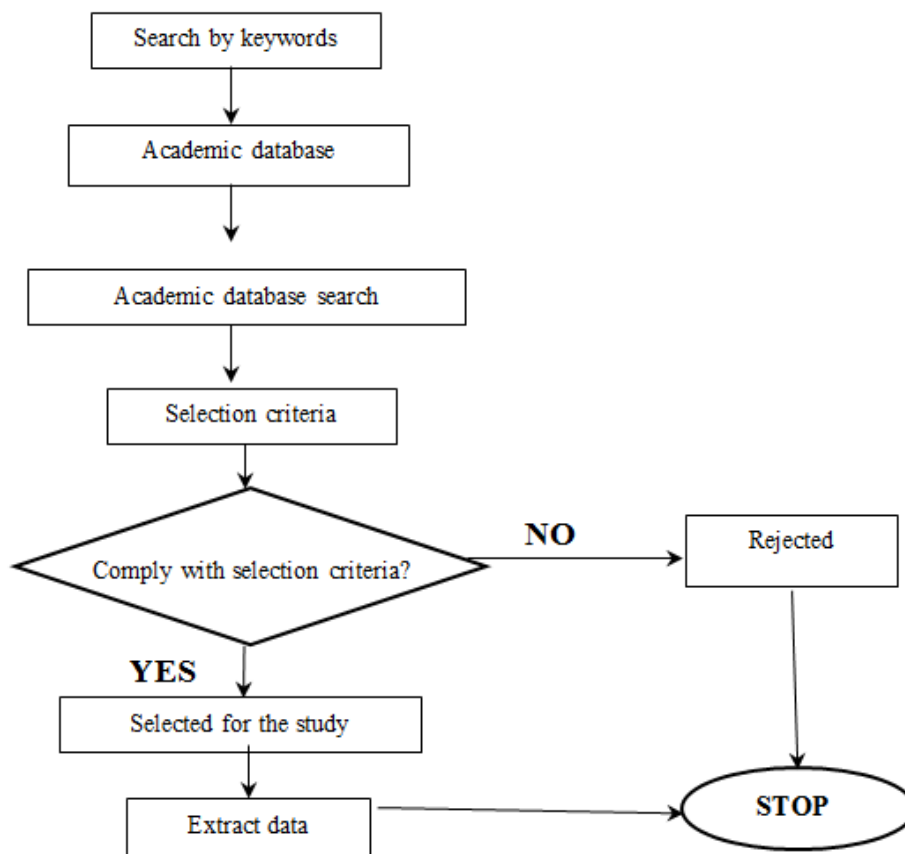 Search by keywords
Academic database
Academic database search
Selection criteria
Comply with selection criteria?
NO
Rejected
YES
Selected for the study
Extract data
STOP